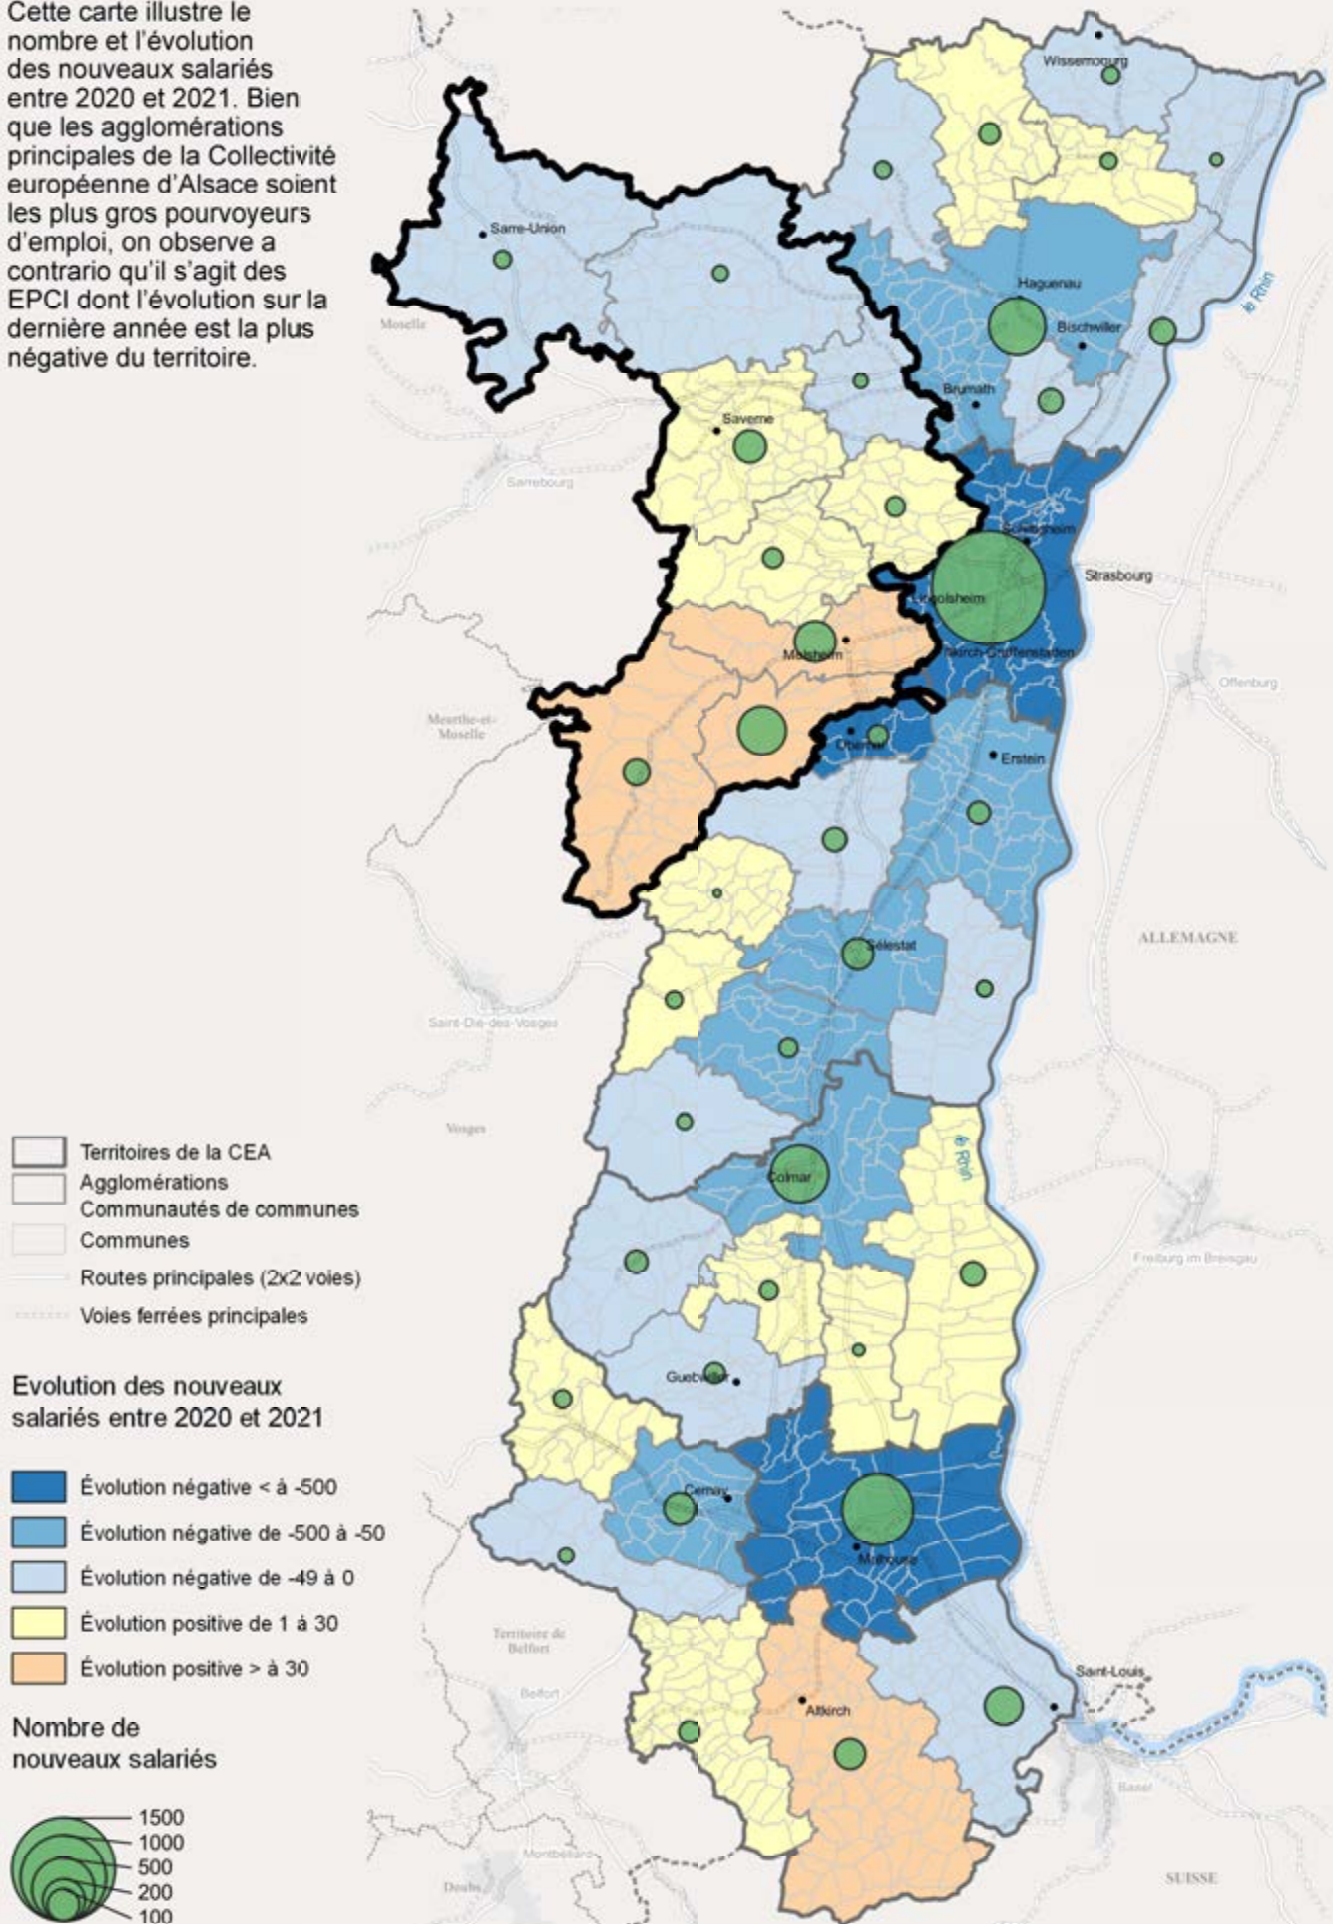 Cette carte illustre le
nombre et l'évolution
des nouveaux salariés
entre 2020 et 2021. Bien
que les agglomérations
principales de la Collectivité
européenne d'Alsace soient
les plus gros pourvoyeurs
d'emploi, on observe a
contrario qu'il s'agit des
EPCI dont l'évolution sur la
dernière année est la plus
négative du territoire.
Wissembourg
Sarre-Union
Moselle
Haguenau
le Rhin
Bischwiller
Brumath
Saverne
Sarrebourg
Schiltigheim
Strasbourg
Lingolsheim
Molsheim
Illkirch-Graffenstaden
Offenburg
Meurthe-et-
Moselle
Obernai
Erstein
ALLEMAGNE
Sélestat
Saint-Dié-des-Vosges
Vosges
le Rhin
Colmar
Freiburg im Breisgau
Guebwiller
Cernay
Mulhouse
Territoire de
Belfort
Belfort
Saint-Louis
Altkirch
Basel
Montbéliard
Doubs
SUISSE
Territoires de la CEA
Agglomérations
Communautés de communes
Communes
Routes principales (2x2 voies)
Voies ferrées principales
Evolution des nouveaux
salariés entre 2020 et 2021
Évolution négative < à -500
Évolution négative de -500 à -50
Évolution négative de -49 à 0
Évolution positive de 1 à 30
Évolution positive > à 30
Nombre de
nouveaux salariés
1500
1000
500
200
100